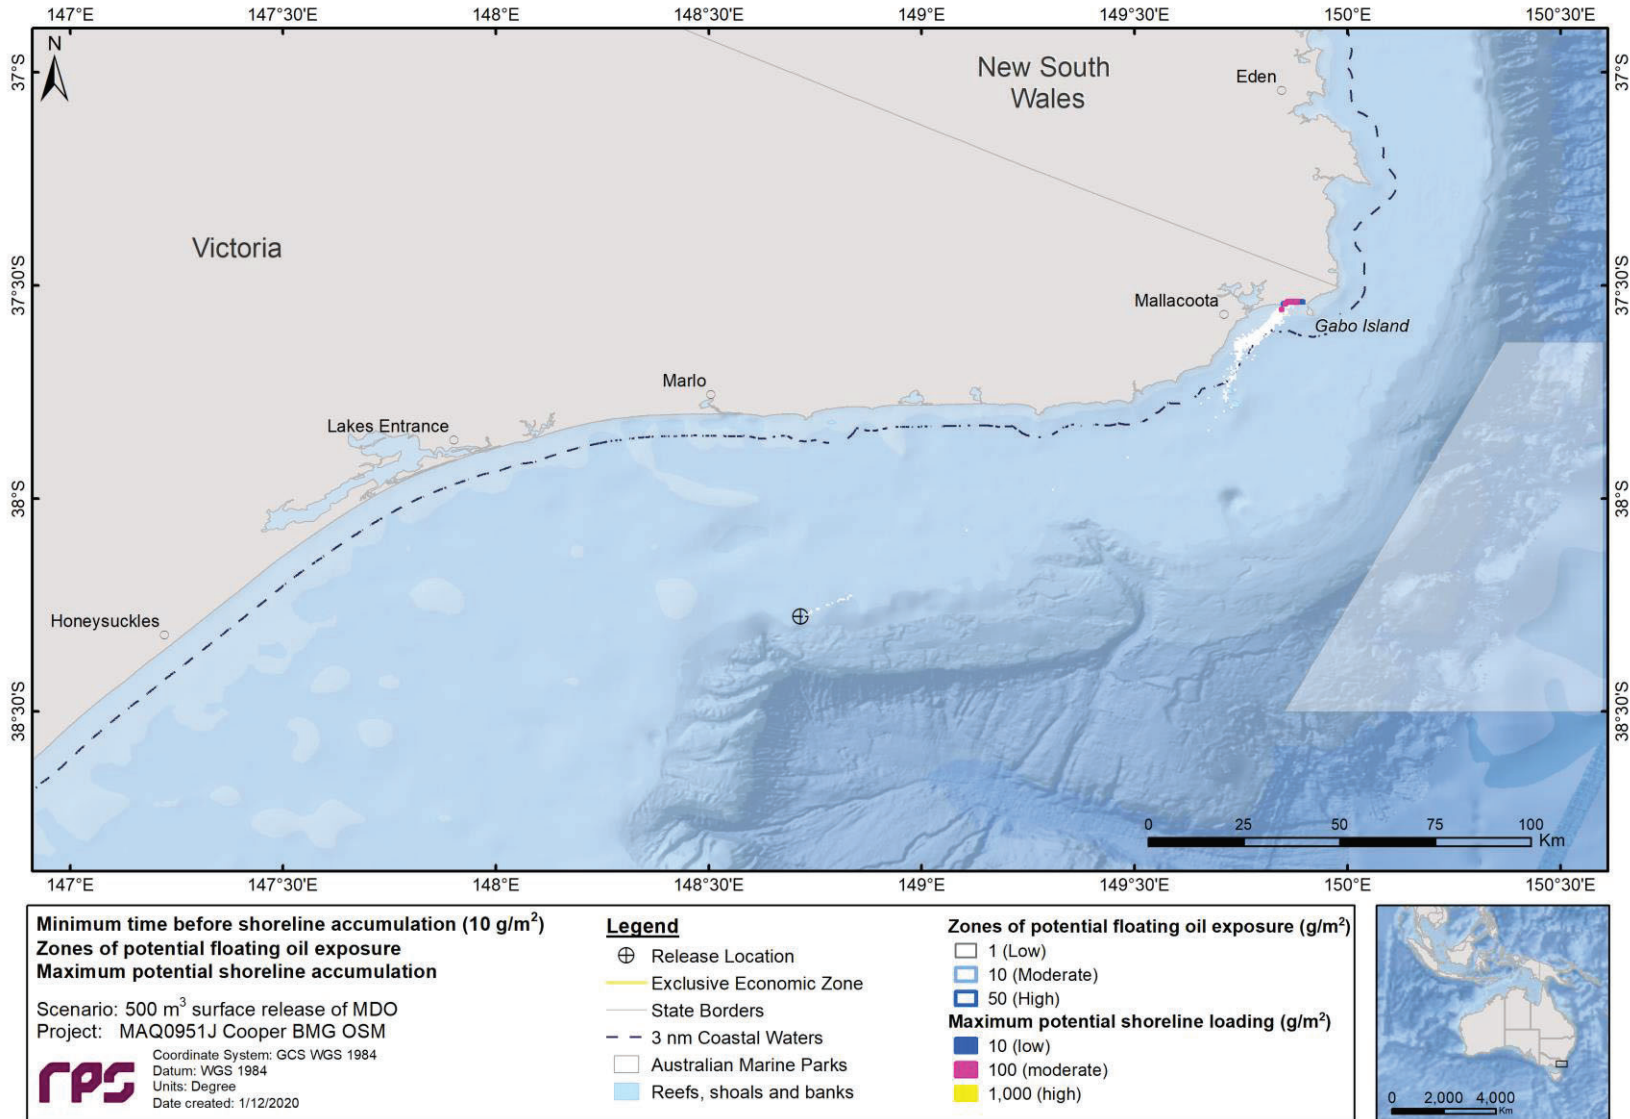 147°E 147°30'E 148°E 148°30'E 149°E 149°30'E 150°E 150°30'E
N
37°S
37°S
New South
Wales
Eden
Victoria
37°30'S
37°30'S
Mallacoota
Gabo Island
Marlo
Lakes Entrance
38°S
38°S
Honeysuckles
38°30'S
38°30'S
0 25 50 75 100
Km
147°E 147°30'E 148°E 148°30'E 149°E 149°30'E 150°E 150°30'E
Minimum time before shoreline accumulation (10 g/m²)
Zones of potential floating oil exposure
Maximum potential shoreline accumulation
Scenario: 500 m³ surface release of MDO
Project: MAQ0951J Cooper BMG OSM
rps
Coordinate System: GCS WGS 1984
Datum: WGS 1984
Units: Degree
Date created: 1/12/2020
Legend
Release Location
Exclusive Economic Zone
State Borders
3 nm Coastal Waters
Australian Marine Parks
Reefs, shoals and banks
Zones of potential floating oil exposure (g/m²)
1 (Low)
10 (Moderate)
50 (High)
Maximum potential shoreline loading (g/m²)
10 (low)
100 (moderate)
1,000 (high)
0 2,000 4,000
Km